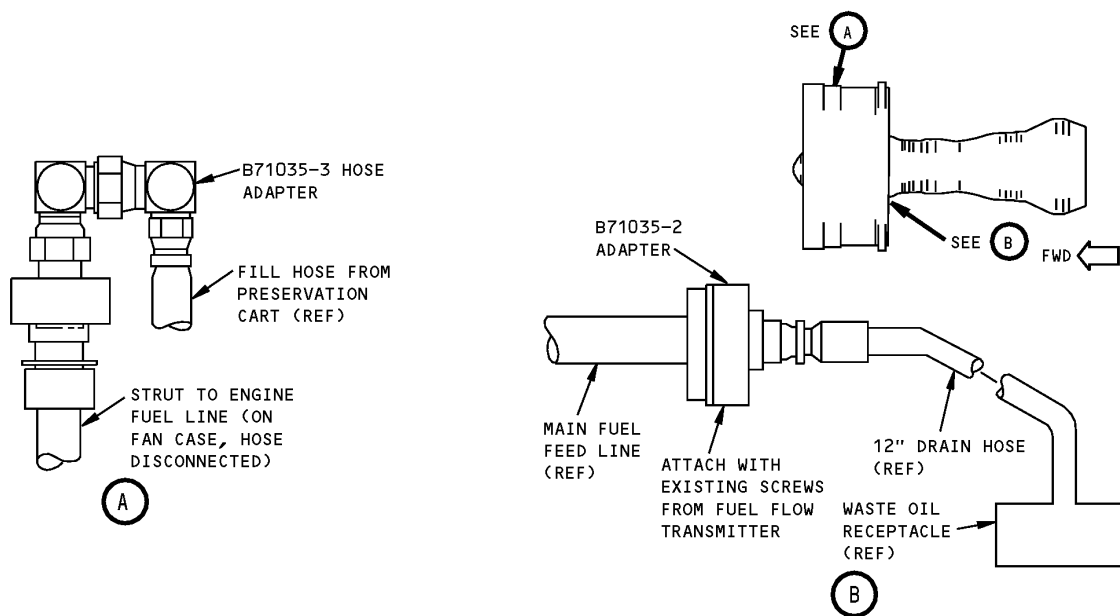 SEE A
B71035-3 HOSE
ADAPTER
FILL HOSE FROM
PRESERVATION
CART (REF)
STRUT TO ENGINE
FUEL LINE (ON
FAN CASE, HOSE
DISCONNECTED)
A
SEE B
FWD
B71035-2
ADAPTER
MAIN FUEL
FEED LINE
(REF)
ATTACH WITH
EXISTING SCREWS
FROM FUEL FLOW
TRANSMITTER
12" DRAIN HOSE
(REF)
WASTE OIL
RECEPTACLE
(REF)
B